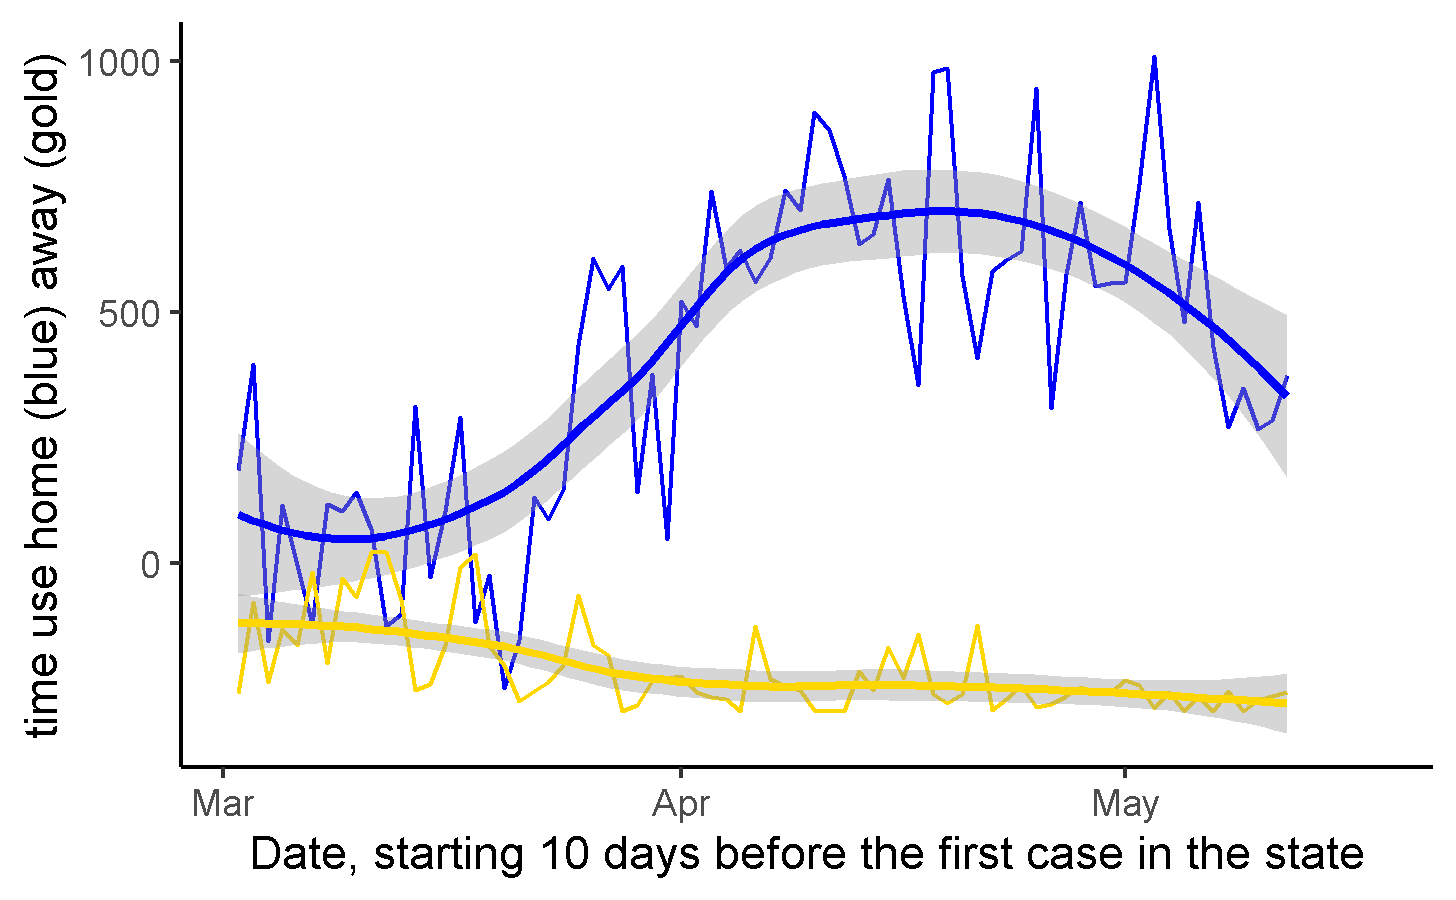 time use home (blue) away (gold)
1000
500
0
Mar
Apr
May
Date, starting 10 days before the first case in the state